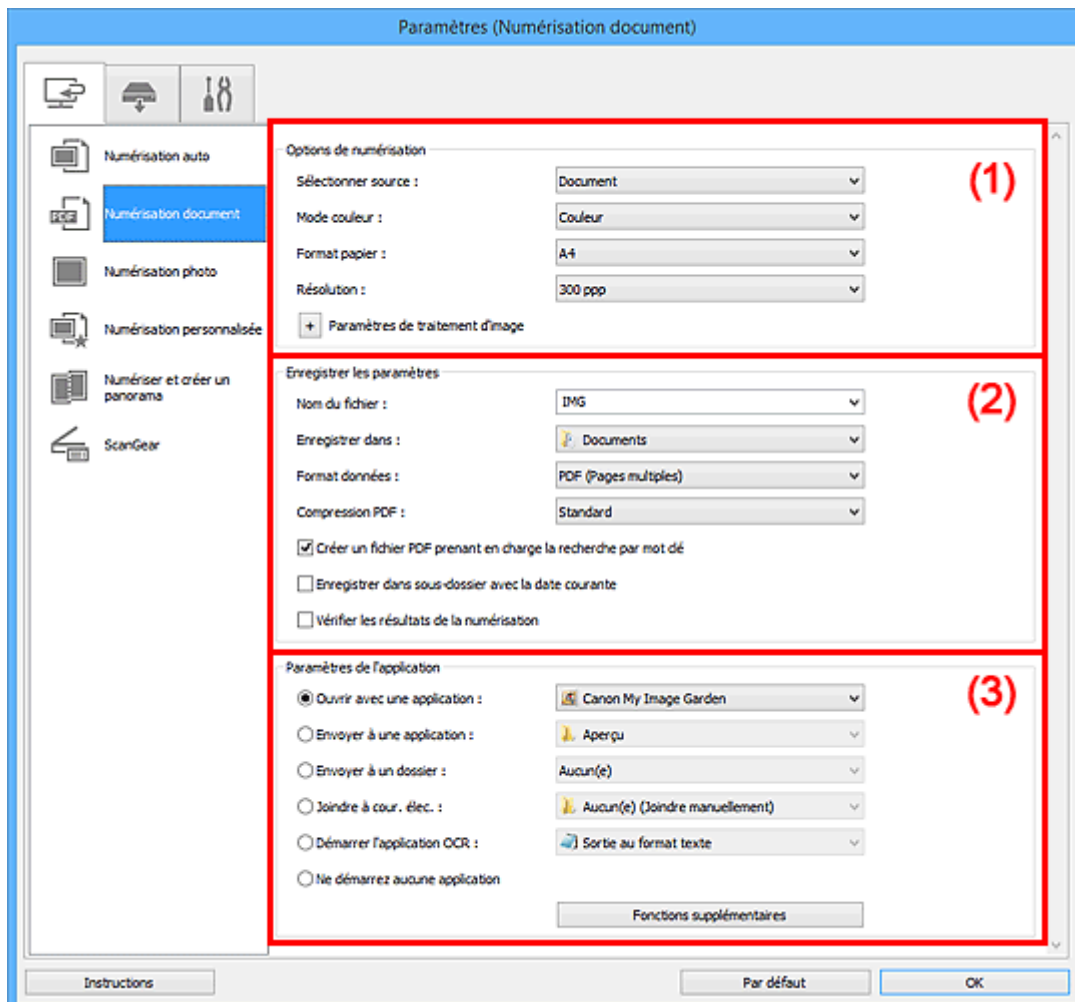 Paramètres (Numérisation document)
Numérisation auto
PDF
Numérisation document
Numérisation photo
Numérisation personnalisée
Numériser et créer un
panorama
ScanGear
Options de numérisation
(1)
Sélectionner source : Document
Mode couleur : Couleur
Format papier : A4
Résolution : 300 ppp
+ Paramètres de traitement d'image
Enregistrer les paramètres
(2)
Nom du fichier : IMG
Enregistrer dans : Documents
Format données : PDF (Pages multiples)
Compression PDF : Standard
Créer un fichier PDF prenant en charge la recherche par mot clé
Enregistrer dans sous-dossier avec la date courante
Vérifier les résultats de la numérisation
Paramètres de l'application
(3)
Ouvrir avec une application : Canon My Image Garden
Envoyer à une application : Aperçu
Envoyer à un dossier : Aucun(e)
Joindre à cour. élec. : Aucun(e) (Joindre manuellement)
Démarrer l'application OCR : Sortie au format texte
Ne démarrez aucune application
Fonctions supplémentaires
Instructions
Par défaut
OK